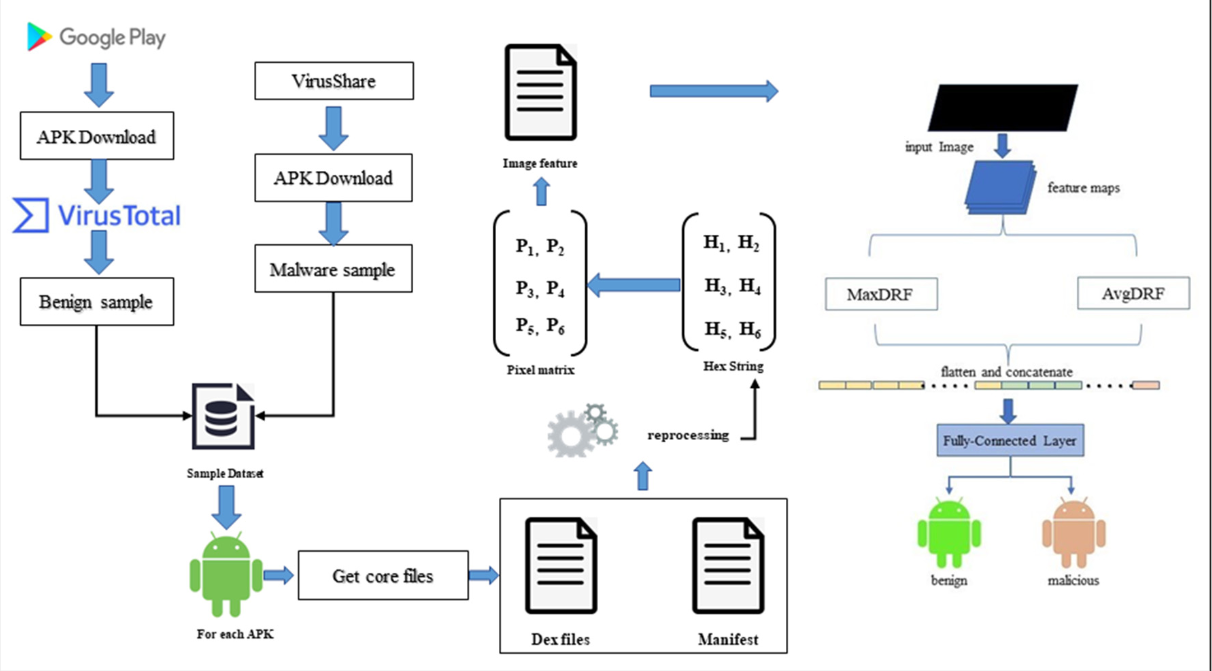 Google Play
APK Download
VirusTotal
Benign sample
VirusShare
APK Download
Malware sample
Sample Dataset
For each APK
Get core files
Dex files
Manifest
reprocessing
Hex String
H1, H2
H3, H4
H5, H6
P1, P2
P3, P4
P5, P6
Pixel matrix
Image feature
input Image
feature maps
MaxDRF
AvgDRF
flatten and concatenate
Fully-Connected Layer
benign
malicious